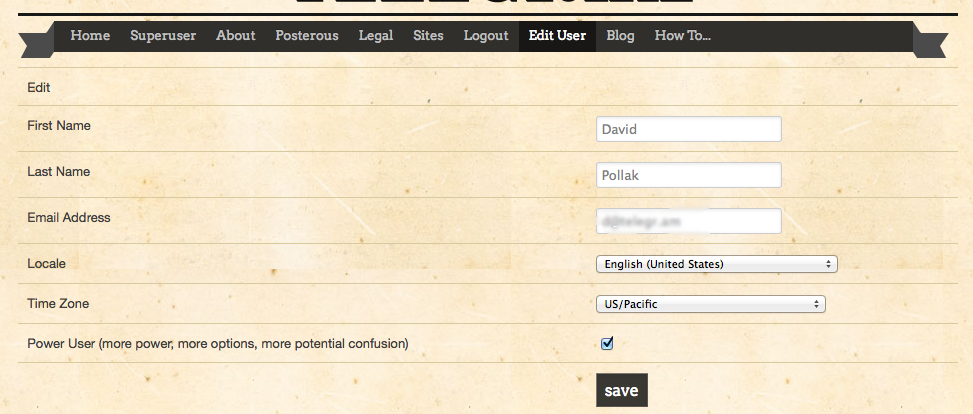 Home Superuser About Posterous Legal Sites Logout Edit User Blog How To...
Edit
First Name David
Last Name Pollak
Email Address
Locale English (United States)
Time Zone US/Pacific
Power User (more power, more options, more potential confusion)
save